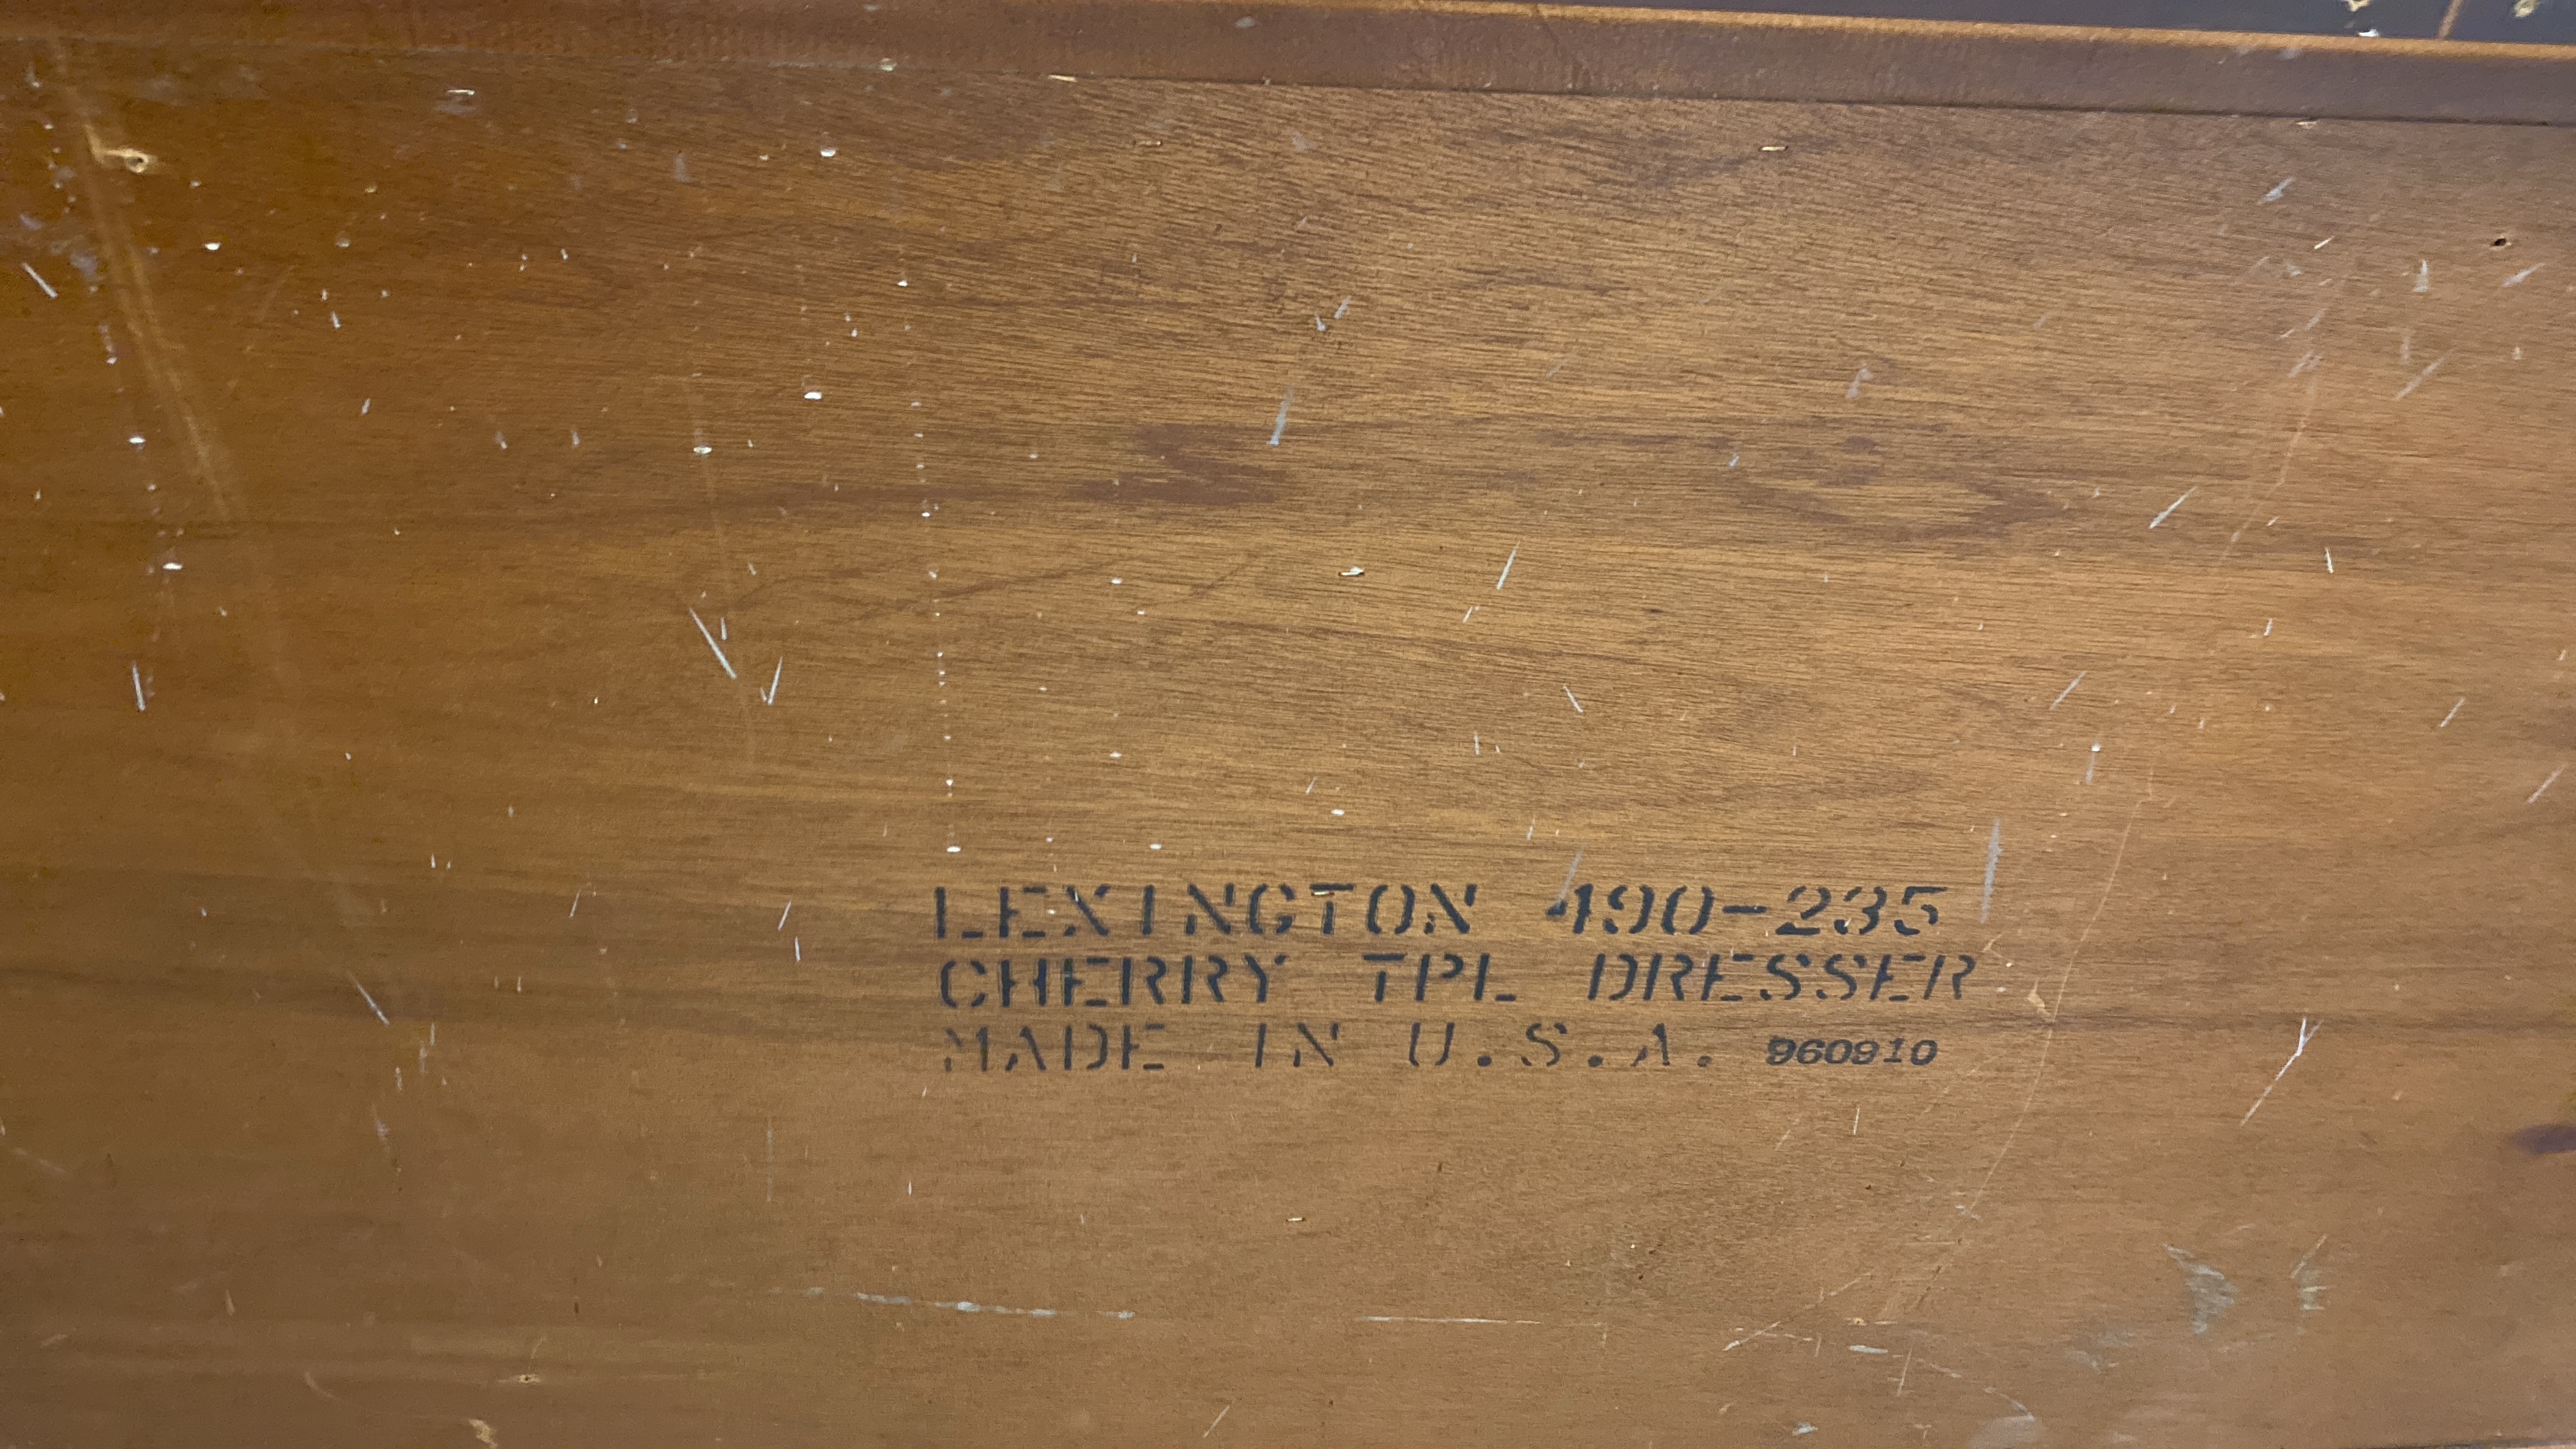 LEXINGTON 490-235
CHERRY TPL DRESSER
MADE IN U.S.A. 960910